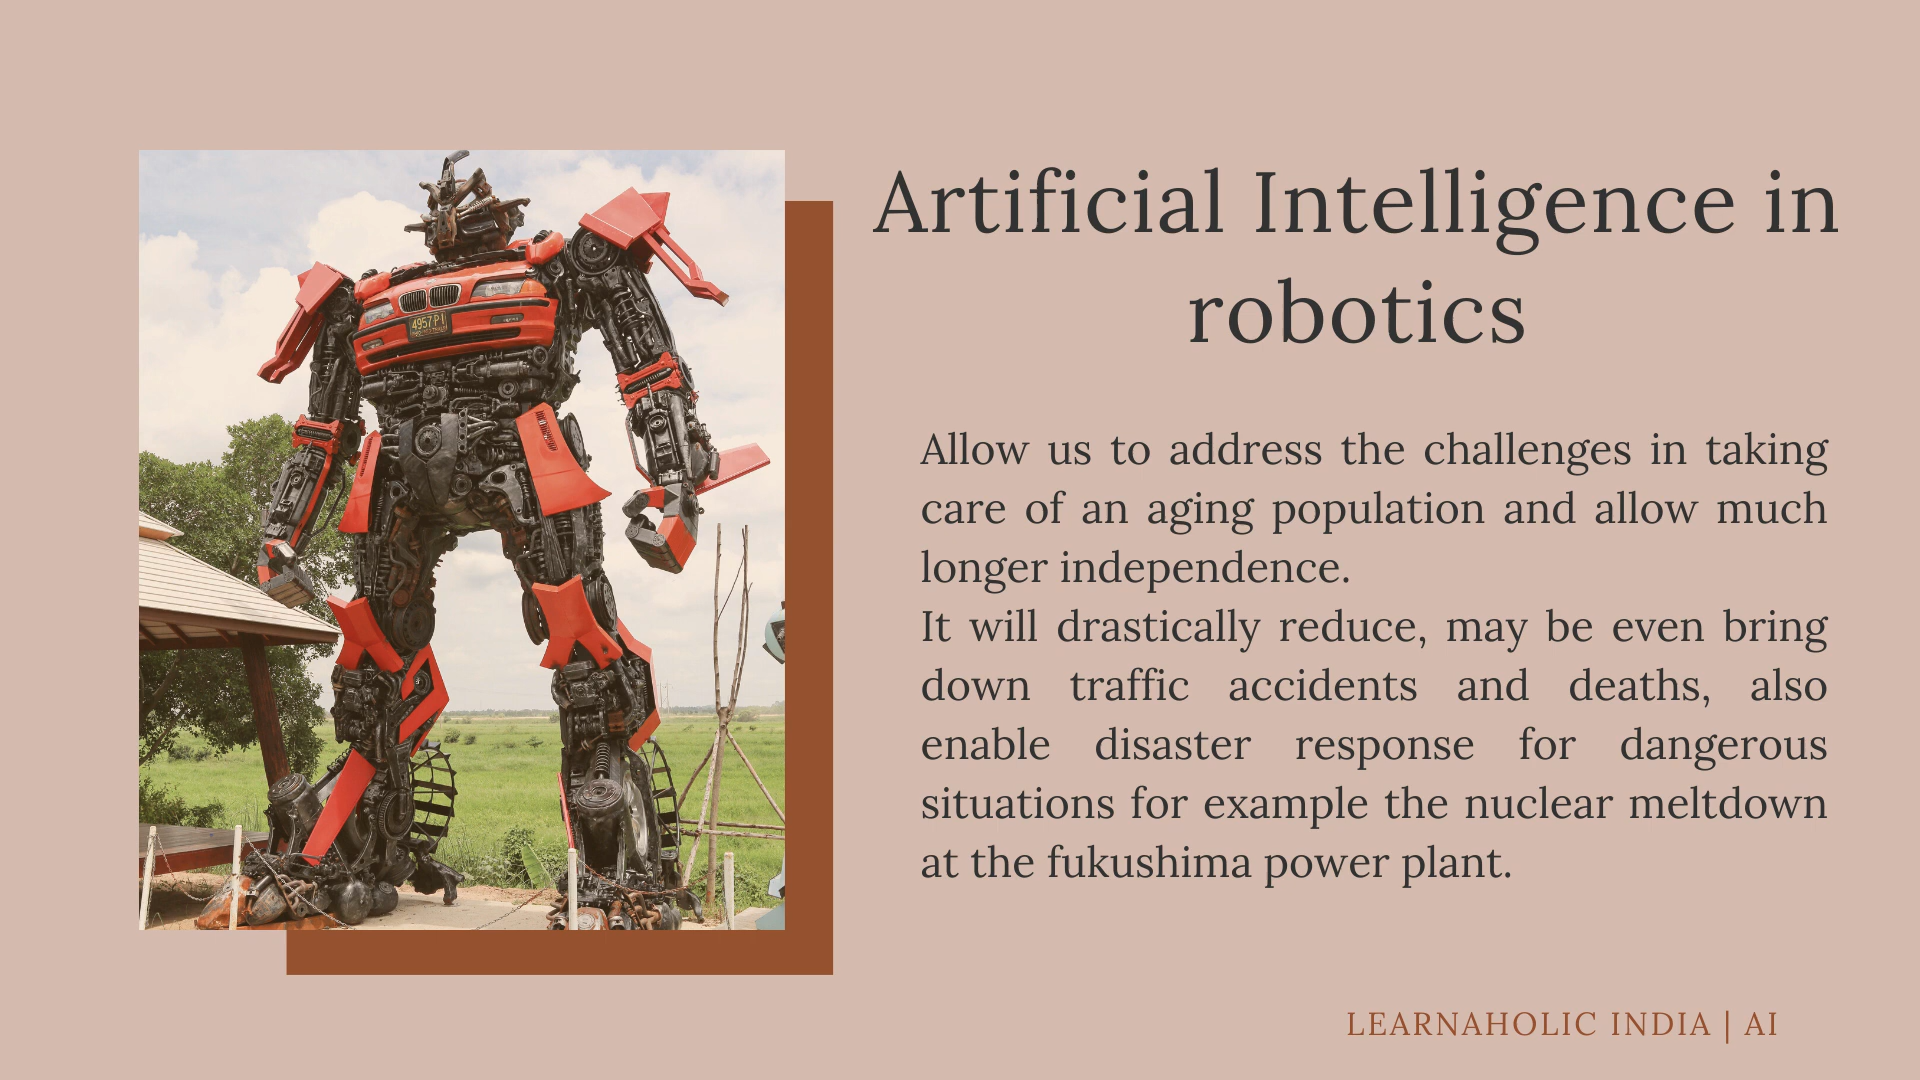 Artificial Intelligence in
robotics
Allow us to address the challenges in taking
care of an aging population and allow much
longer independence.
It will drastically reduce, may be even bring
down traffic accidents and deaths, also
enable disaster response for dangerous
situations for example the nuclear meltdown
at the fukushima power plant.
4957 P I
LEARNAHOLIC INDIA | AI